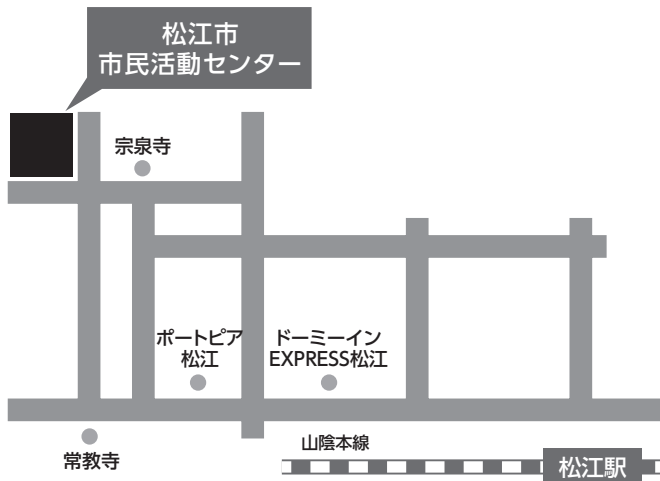 松江市
市民活動センター
宗泉寺
ポートピア
松江
ドーミーイン
EXPRESS松江
常教寺
山陰本線
松江駅